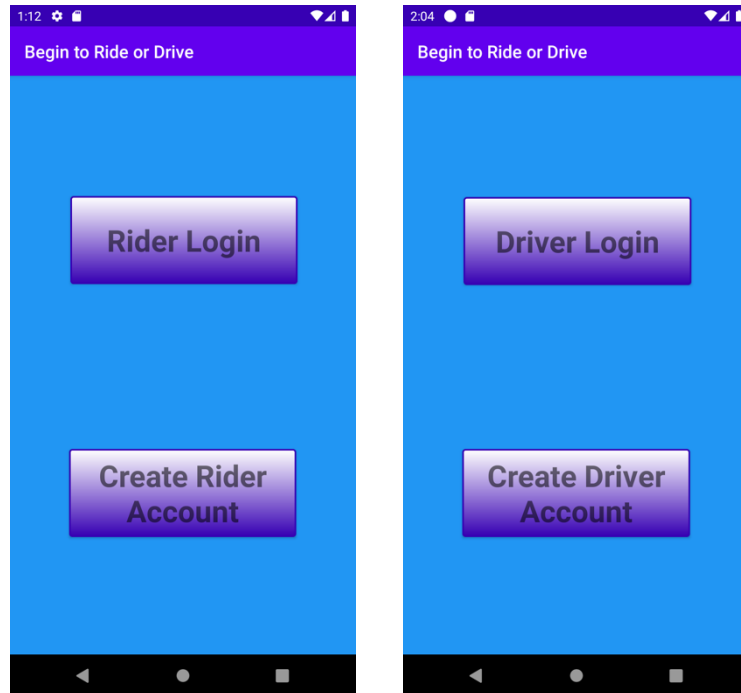 1:12
Begin to Ride or Drive
Rider Login
Create Rider
Account
2:04
Begin to Ride or Drive
Driver Login
Create Driver
Account